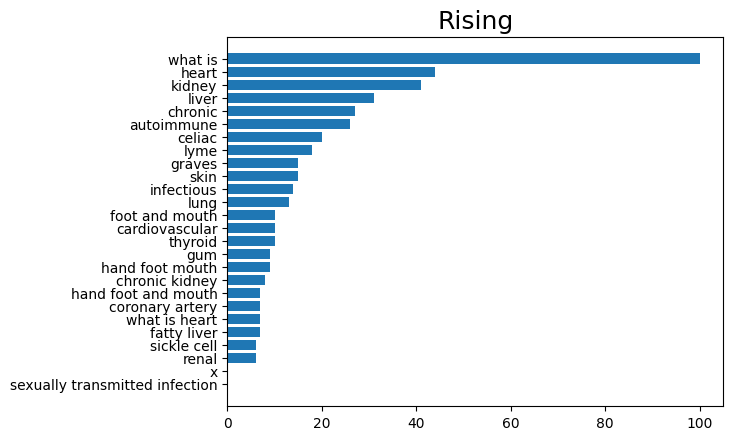 Rising
what is
heart
kidney
liver
chronic
autoimmune
celiac
lyme
graves
skin
infectious
lung
foot and mouth
cardiovascular
thyroid
gum
hand foot mouth
chronic kidney
hand foot and mouth
coronary artery
what is heart
fatty liver
sickle cell
renal
x
sexually transmitted infection
0 20 40 60 80 100